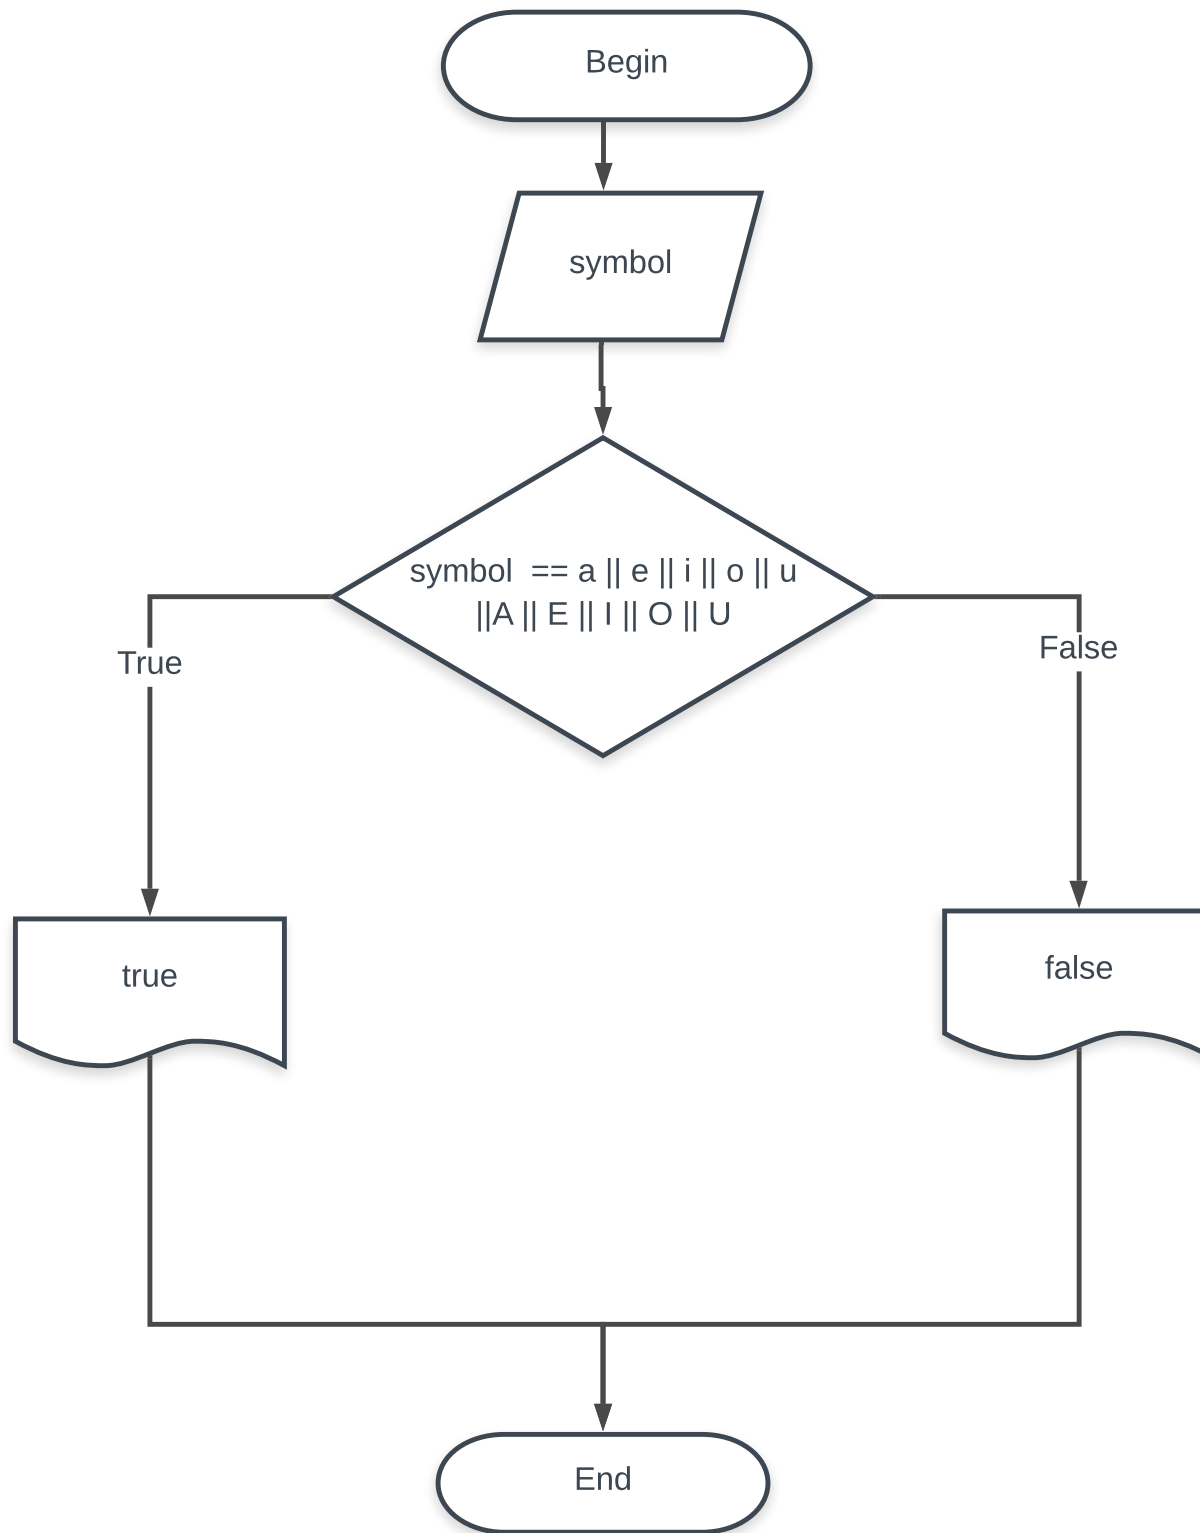 Begin
symbol
symbol  == a || e || i || o || u
||A || E || I || O || U
True
False
true
false
End